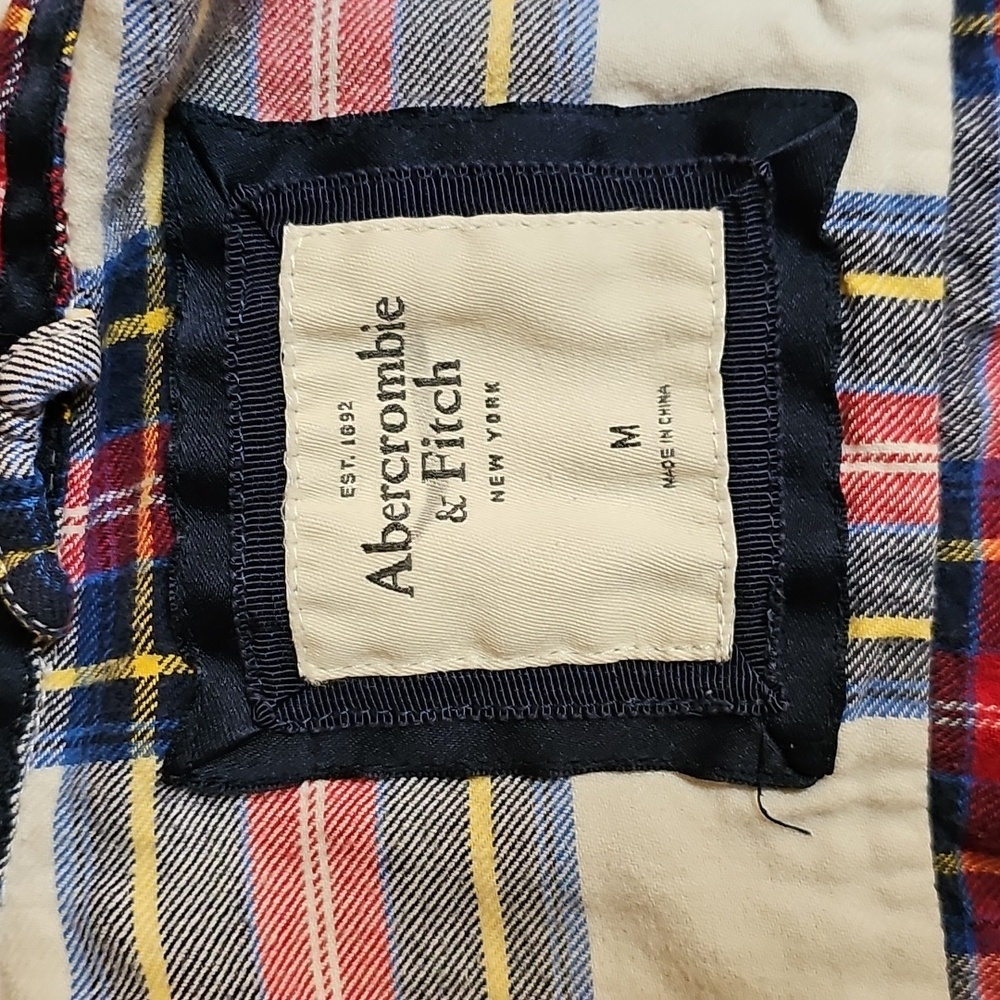 EST. 1892
Abercrombie
& Fitch
NEW YORK
M
MADE IN CHINA